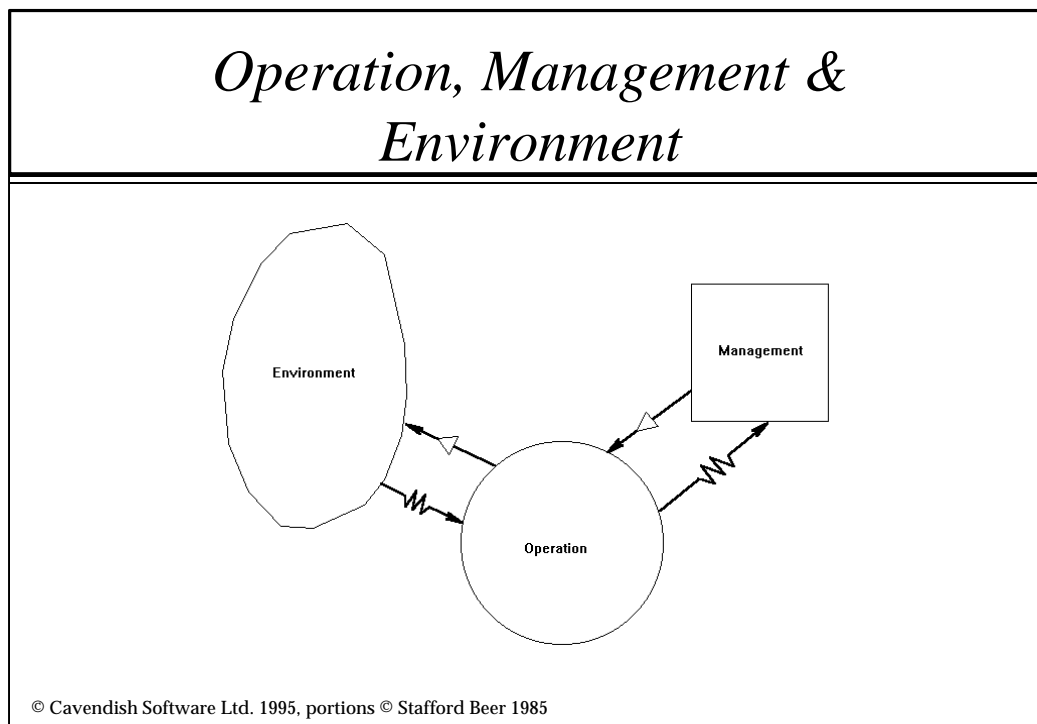 Operation, Management &
Environment
Environment
Management
Operation
© Cavendish Software Ltd. 1995, portions © Stafford Beer 1985